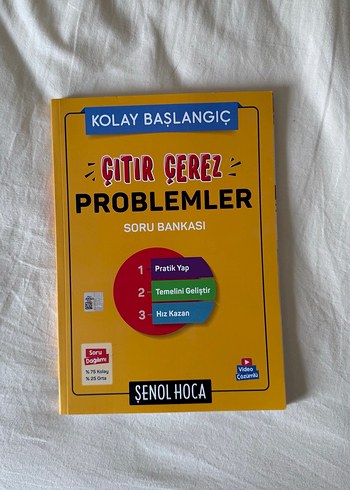 KOLAY BAŞLANGIÇ
ÇITIR ÇEREZ
PROBLEMLER
SORU BANKASI
1 Pratik Yap
2 Temelini Geliştir
3 Hız Kazan
Soru
Dağılımı
%75 Kolay
%25 Orta
Video
Çözümlü
ŞENOL HOCA